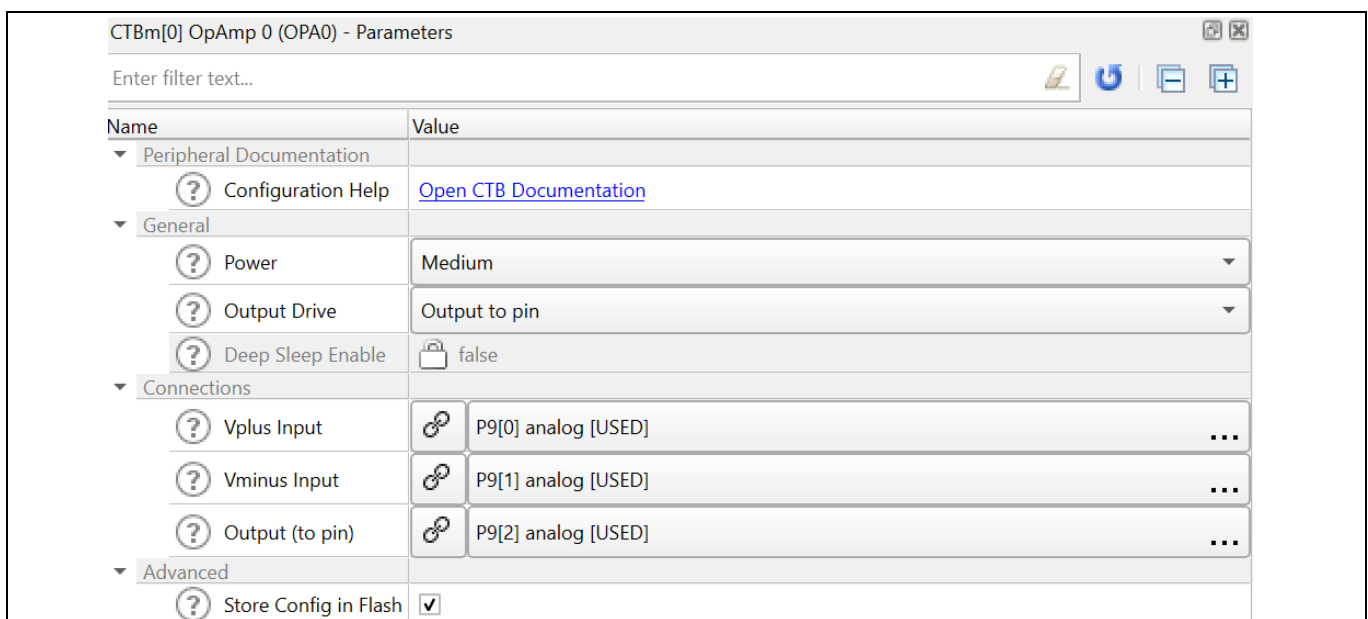 CTBm[0] OpAmp 0 (OPA0) - Parameters
Enter filter text...
Name Value
Peripheral Documentation
? Configuration Help Open CTB Documentation
General
? Power Medium
? Output Drive Output to pin
? Deep Sleep Enable false
Connections
? Vplus Input P9[0] analog [USED] ...
? Vminus Input P9[1] analog [USED] ...
? Output (to pin) P9[2] analog [USED] ...
Advanced
? Store Config in Flash